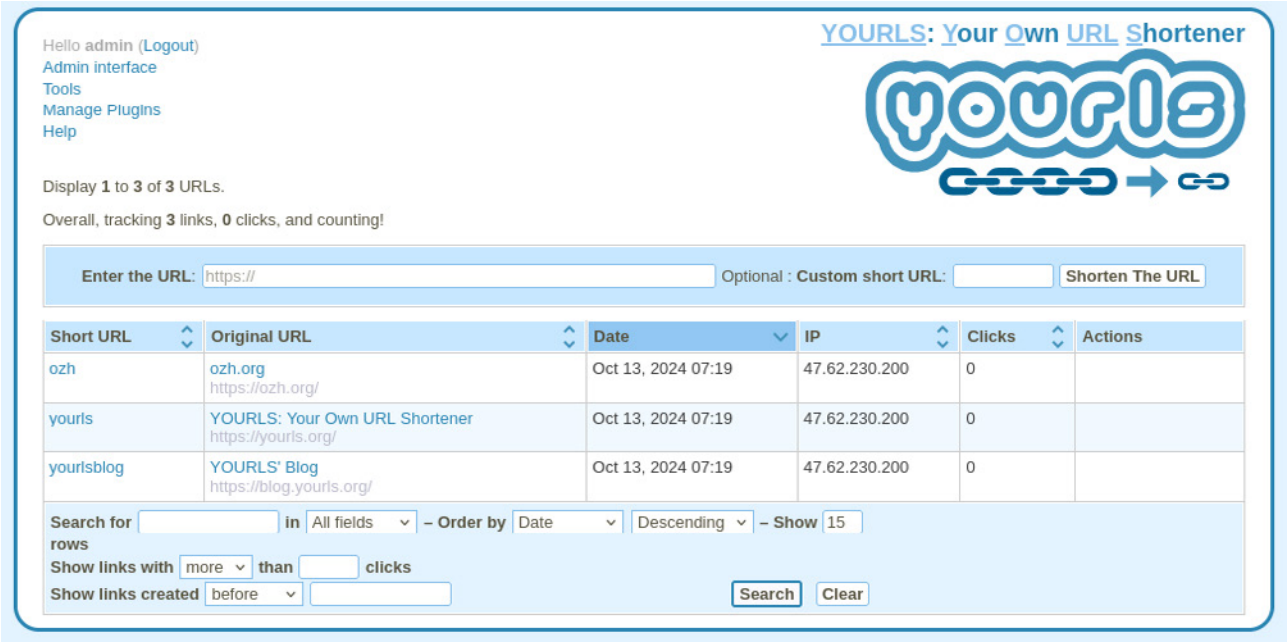 YOURLS: Your Own URL Shortener
Hello admin (Logout)
Admin interface
Tools
Manage Plugins
Help
yourls
Display 1 to 3 of 3 URLs.
Overall, tracking 3 links, 0 clicks, and counting!
Enter the URL: https:// Optional : Custom short URL: Shorten The URL
Short URL Original URL Date IP Clicks Actions
ozh ozh.org Oct 13, 2024 07:19 47.62.230.200 0
https://ozh.org/
yourls YOURLS: Your Own URL Shortener Oct 13, 2024 07:19 47.62.230.200 0
https://yourls.org/
yourlsblog YOURLS' Blog Oct 13, 2024 07:19 47.62.230.200 0
https://blog.yourls.org/
Search for in All fields – Order by Date Descending – Show 15
rows
Show links with more than clicks
Show links created before Search Clear